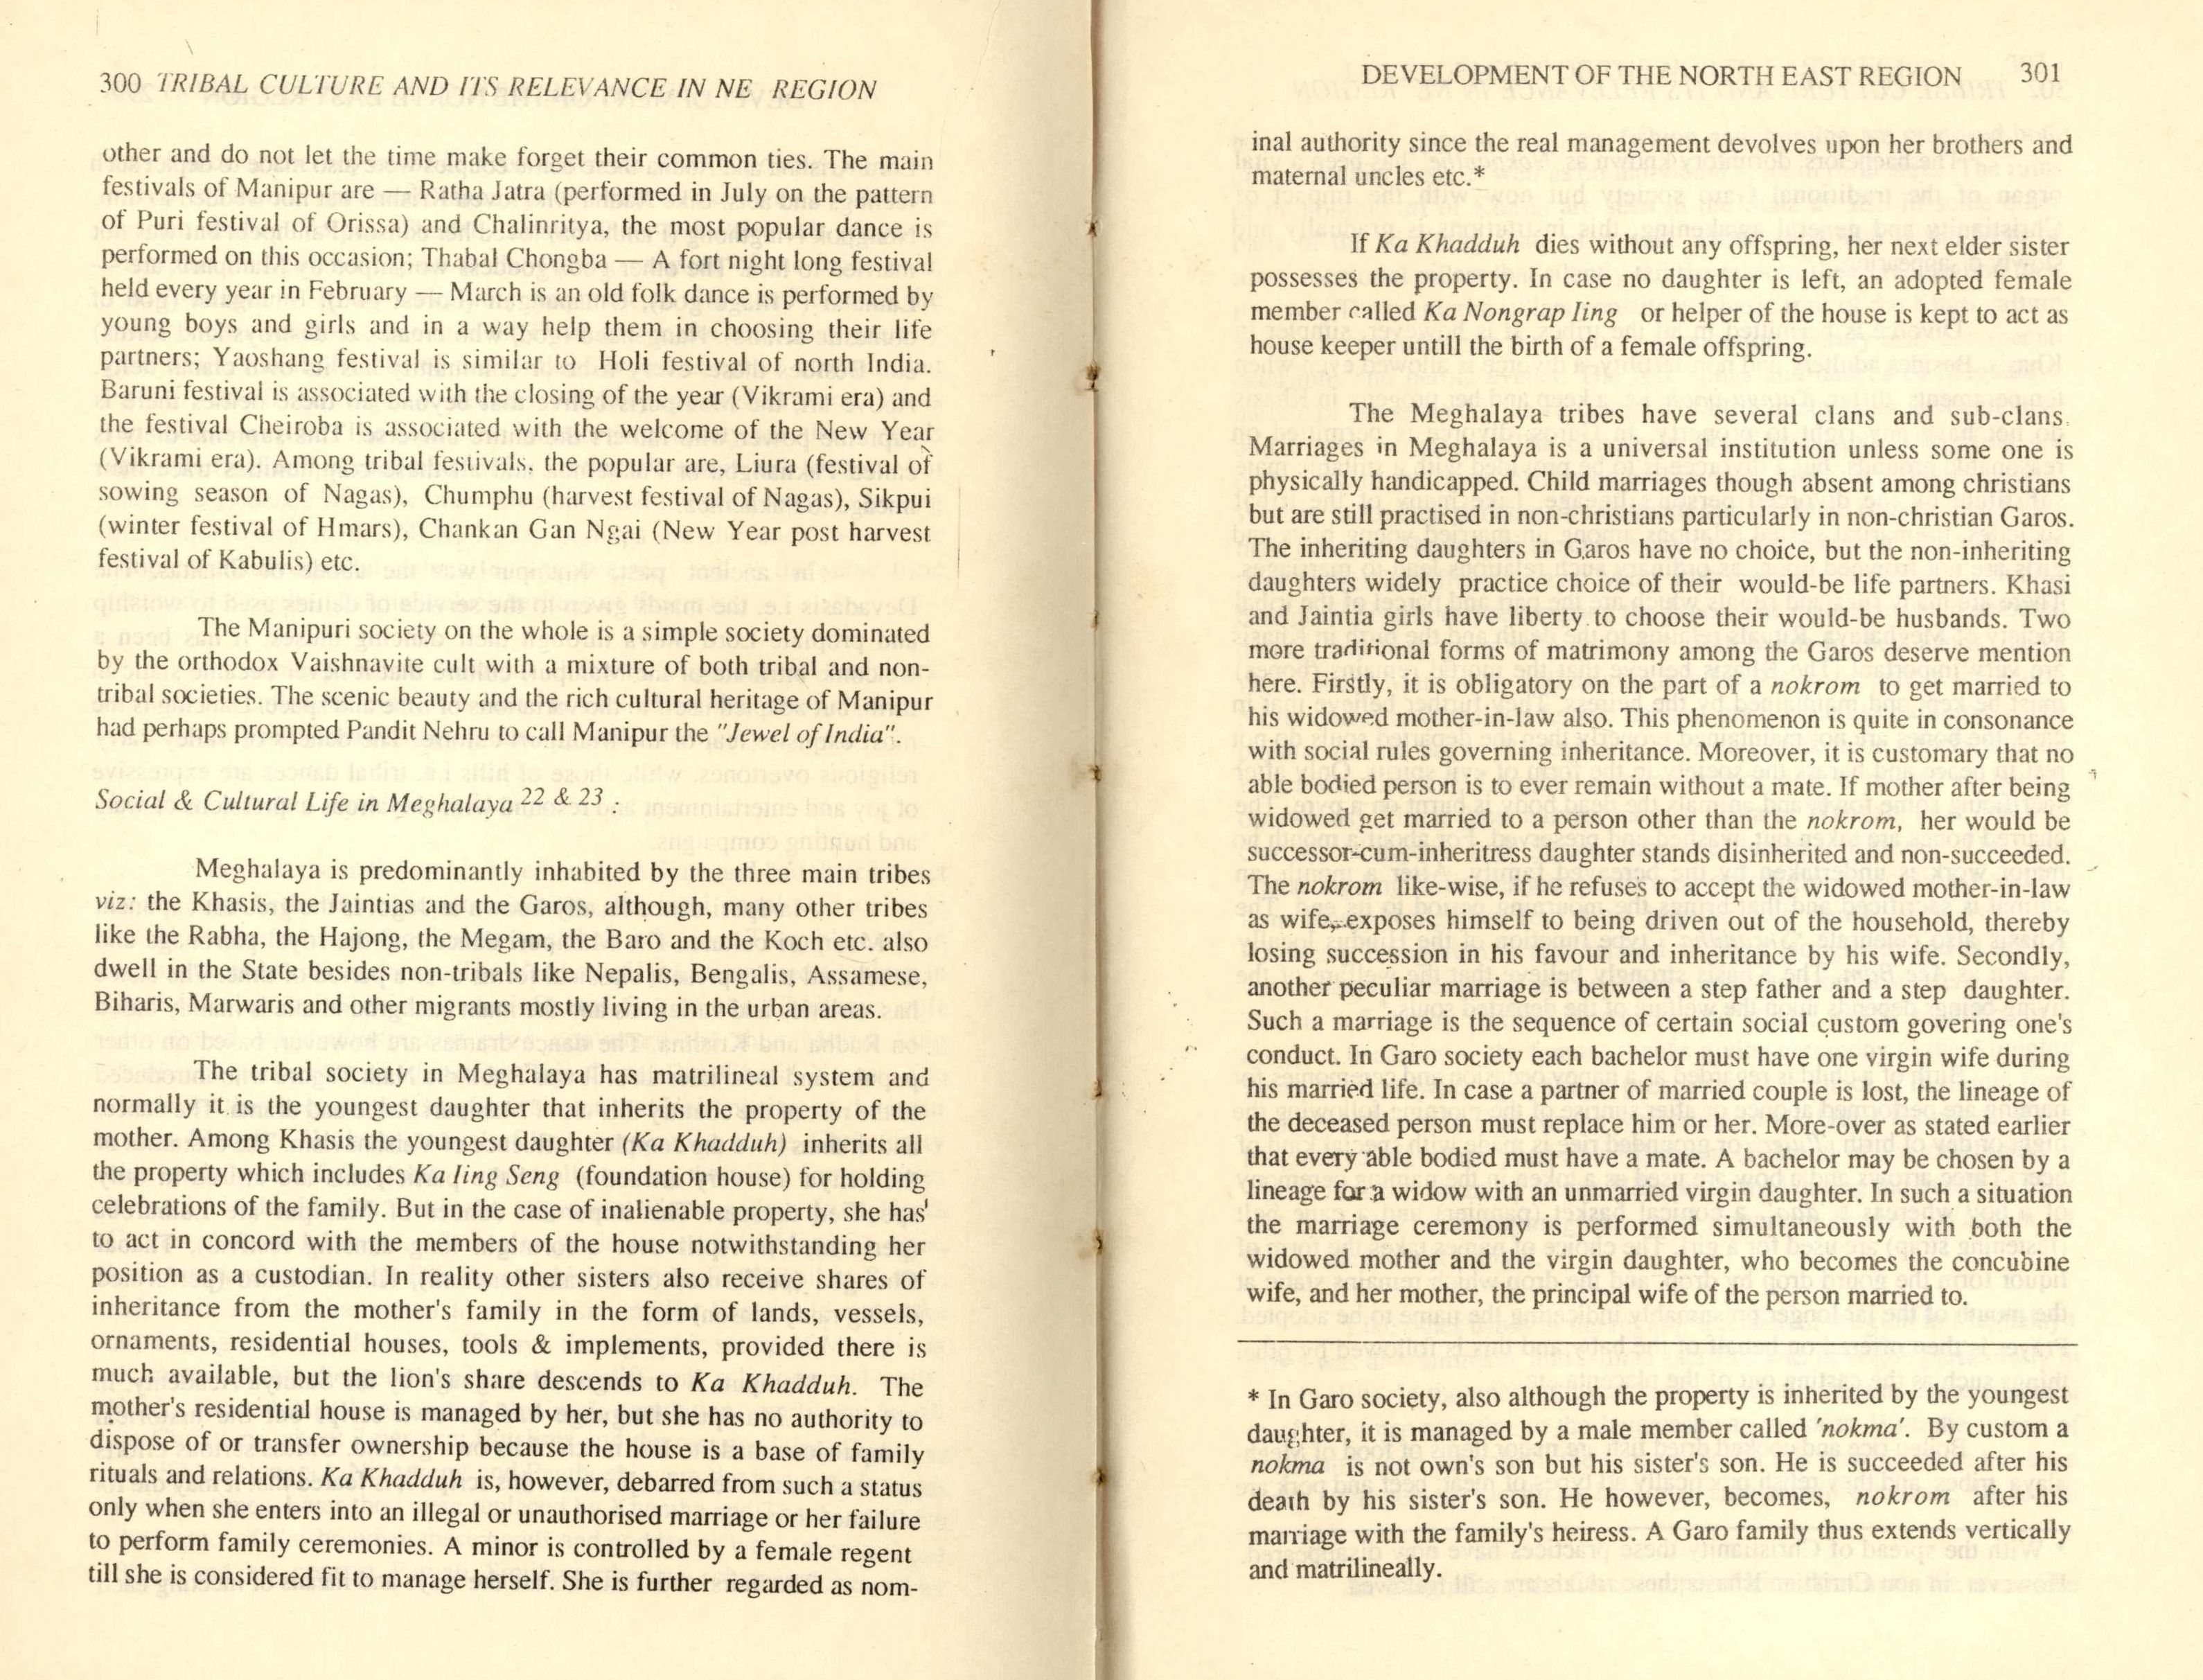 300 TRIBAL CULTURE AND ITS RELEVANCE IN NE REGION
other and do not let the time make forget their common ties. The main
festivals of Manipur are — Ratha Jatra (performed in July on the pattern
of Puri festival of Orissa) and Chalinritya, the most popular dance is
performed on this occasion; Thabal Chongba — A fort night long festival
held every year in February — March is an old folk dance is performed by
young boys and girls and in a way help them in choosing their life
partners; Yaoshang festival is similar to Holi festival of north India.
Baruni festival is associated with the closing of the year (Vikrami era) and
the festival Cheiroba is associated with the welcome of the New Year
(Vikrami era). Among tribal festivals, the popular are, Liura (festival of
sowing season of Nagas), Chumphu (harvest festival of Nagas), Sikpui
(winter festival of Hmars), Chankan Gan Ngai (New Year post harvest
festival of Kabulis) etc.
The Manipuri society on the whole is a simple society dominated
by the orthodox Vaishnavite cult with a mixture of both tribal and non-
tribal societies. The scenic beauty and the rich cultural heritage of Manipur
had perhaps prompted Pandit Nehru to call Manipur the "Jewel of India".
Social & Cultural Life in Meghalaya 22 & 23 :
Meghalaya is predominantly inhabited by the three main tribes
viz: the Khasis, the Jaintias and the Garos, although, many other tribes
like the Rabha, the Hajong, the Megam, the Baro and the Koch etc. also
dwell in the State besides non-tribals like Nepalis, Bengalis, Assamese,
Biharis, Marwaris and other migrants mostly living in the urban areas.
The tribal society in Meghalaya has matrilineal system and
normally it is the youngest daughter that inherits the property of the
mother. Among Khasis the youngest daughter (Ka Khadduh) inherits all
the property which includes Ka Iing Seng (foundation house) for holding
celebrations of the family. But in the case of inalienable property, she has
to act in concord with the members of the house notwithstanding her
position as a custodian. In reality other sisters also receive shares of
inheritance from the mother's family in the form of lands, vessels,
ornaments, residential houses, tools & implements, provided there is
much available, but the lion's share descends to Ka Khadduh. The
mother's residential house is managed by her, but she has no authority to
dispose of or transfer ownership because the house is a base of family
rituals and relations. Ka Khadduh is, however, debarred from such a status
only when she enters into an illegal or unauthorised marriage or her failure
to perform family ceremonies. A minor is controlled by a female regent
till she is considered fit to manage herself. She is further regarded as nom-
DEVELOPMENT OF THE NORTH EAST REGION 301
inal authority since the real management devolves upon her brothers and
maternal uncles etc.*
If Ka Khadduh dies without any offspring, her next elder sister
possesses the property. In case no daughter is left, an adopted female
member called Ka Nongrap Iing or helper of the house is kept to act as
house keeper untill the birth of a female offspring.
The Meghalaya tribes have several clans and sub-clans.
Marriages in Meghalaya is a universal institution unless some one is
physically handicapped. Child marriages though absent among christians
but are still practised in non-christians particularly in non-christian Garos.
The inheriting daughters in Garos have no choice, but the non-inheriting
daughters widely practice choice of their would-be life partners. Khasi
and Jaintia girls have liberty to choose their would-be husbands. Two
more traditional forms of matrimony among the Garos deserve mention
here. Firstly, it is obligatory on the part of a nokrom to get married to
his widowed mother-in-law also. This phenomenon is quite in consonance
with social rules governing inheritance. Moreover, it is customary that no
able bodied person is to ever remain without a mate. If mother after being
widowed get married to a person other than the nokrom, her would be
successor-cum-inheritress daughter stands disinherited and non-succeeded.
The nokrom like-wise, if he refuses to accept the widowed mother-in-law
as wife, exposes himself to being driven out of the household, thereby
losing succession in his favour and inheritance by his wife. Secondly,
another peculiar marriage is between a step father and a step daughter.
Such a marriage is the sequence of certain social custom govering one's
conduct. In Garo society each bachelor must have one virgin wife during
his married life. In case a partner of married couple is lost, the lineage of
the deceased person must replace him or her. More-over as stated earlier
that every able bodied must have a mate. A bachelor may be chosen by a
lineage for a widow with an unmarried virgin daughter. In such a situation
the marriage ceremony is performed simultaneously with both the
widowed mother and the virgin daughter, who becomes the concubine
wife, and her mother, the principal wife of the person married to.
* In Garo society, also although the property is inherited by the youngest
daughter, it is managed by a male member called 'nokma'. By custom a
nokma is not own's son but his sister's son. He is succeeded after his
death by his sister's son. He however, becomes, nokrom after his
marriage with the family's heiress. A Garo family thus extends vertically
and matrilineally.